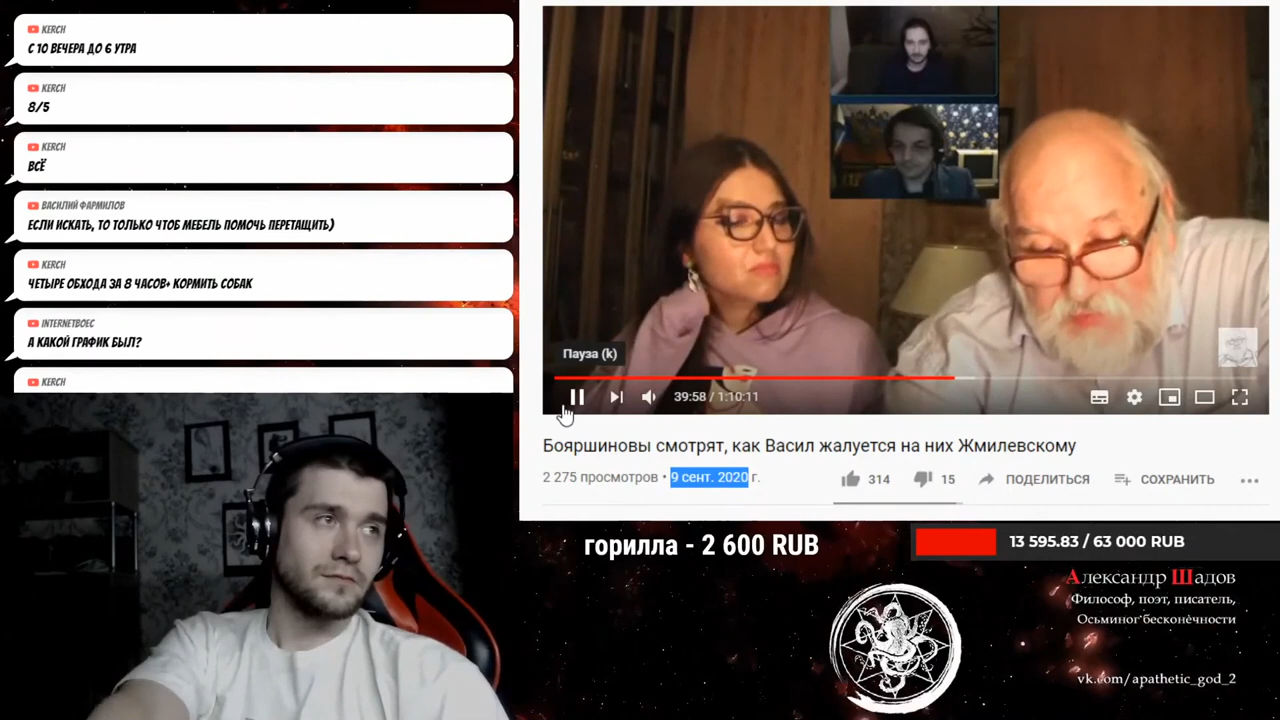 KERCH
С 10 ВЕЧЕРА ДО 6 УТРА
KERCH
8/5
KERCH
ВСЁ
ВАСИЛИЙ ФАРМИЛОВ
ЕСЛИ ИСКАТЬ, ТО ТОЛЬКО ЧТОБ МЕБЕЛЬ ПОМОЧЬ ПЕРЕТАЩИТЬ)
KERCH
ЧЕТЫРЕ ОБХОДА ЗА 8 ЧАСОВ+ КОРМИТЬ СОБАК
INTERNETBOEC
А КАКОЙ ГРАФИК БЫЛ?
KERCH
Пауза (k)
39:58 / 1:10:11
Бояршиновы смотрят, как Васил жалуется на них Жмилевскому
2 275 просмотров • 9 сент. 2020 г.
314
15
ПОДЕЛИТЬСЯ
СОХРАНИТЬ
горилла - 2 600 RUB
13 595.83 / 63 000 RUB
Александр Шадов
Философ, поэт, писатель,
Осьминог бесконечности
vk.com/apathetic_god_2